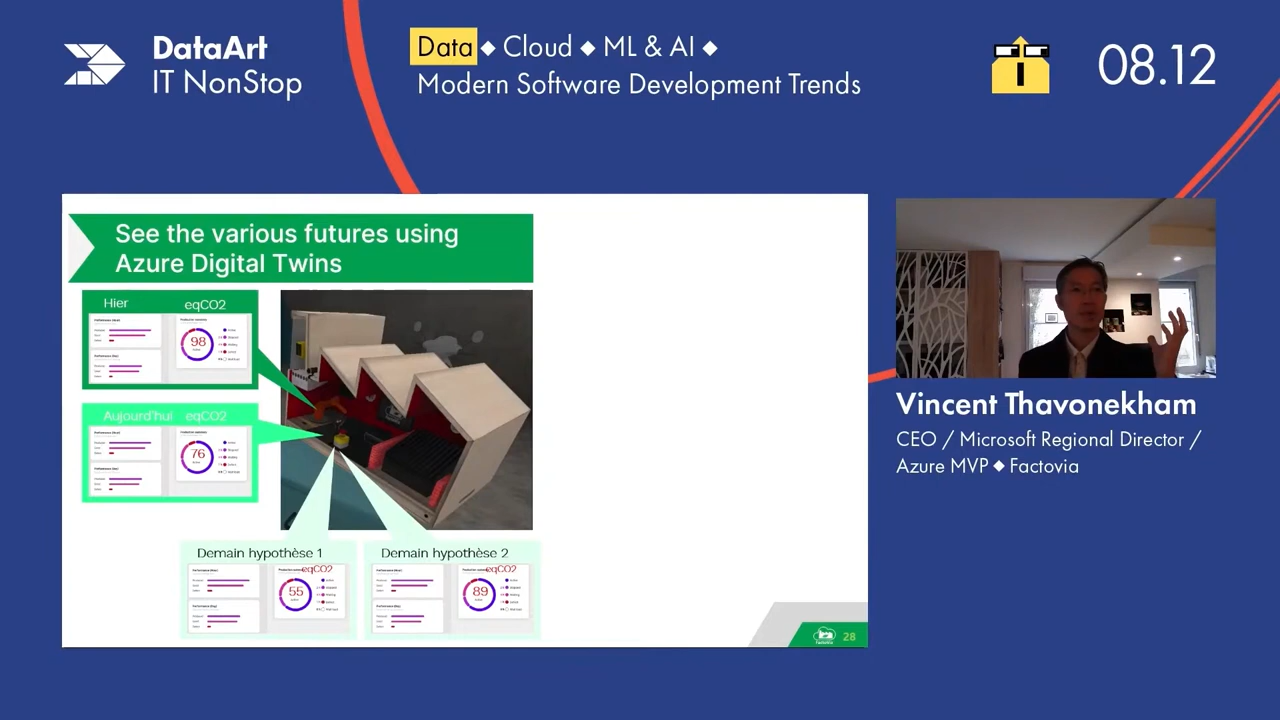 DataArt
IT NonStop
Data ◆ Cloud ◆ ML & AI ◆
Modern Software Development Trends
08.12
See the various futures using
Azure Digital Twins
Hier eqCO2
98
Aujourd'hui eqCO2
76
Demain hypothèse 1
eqCO2
55
Demain hypothèse 2
eqCO2
89
28
Vincent Thavonekham
CEO / Microsoft Regional Director /
Azure MVP ◆ Factovia